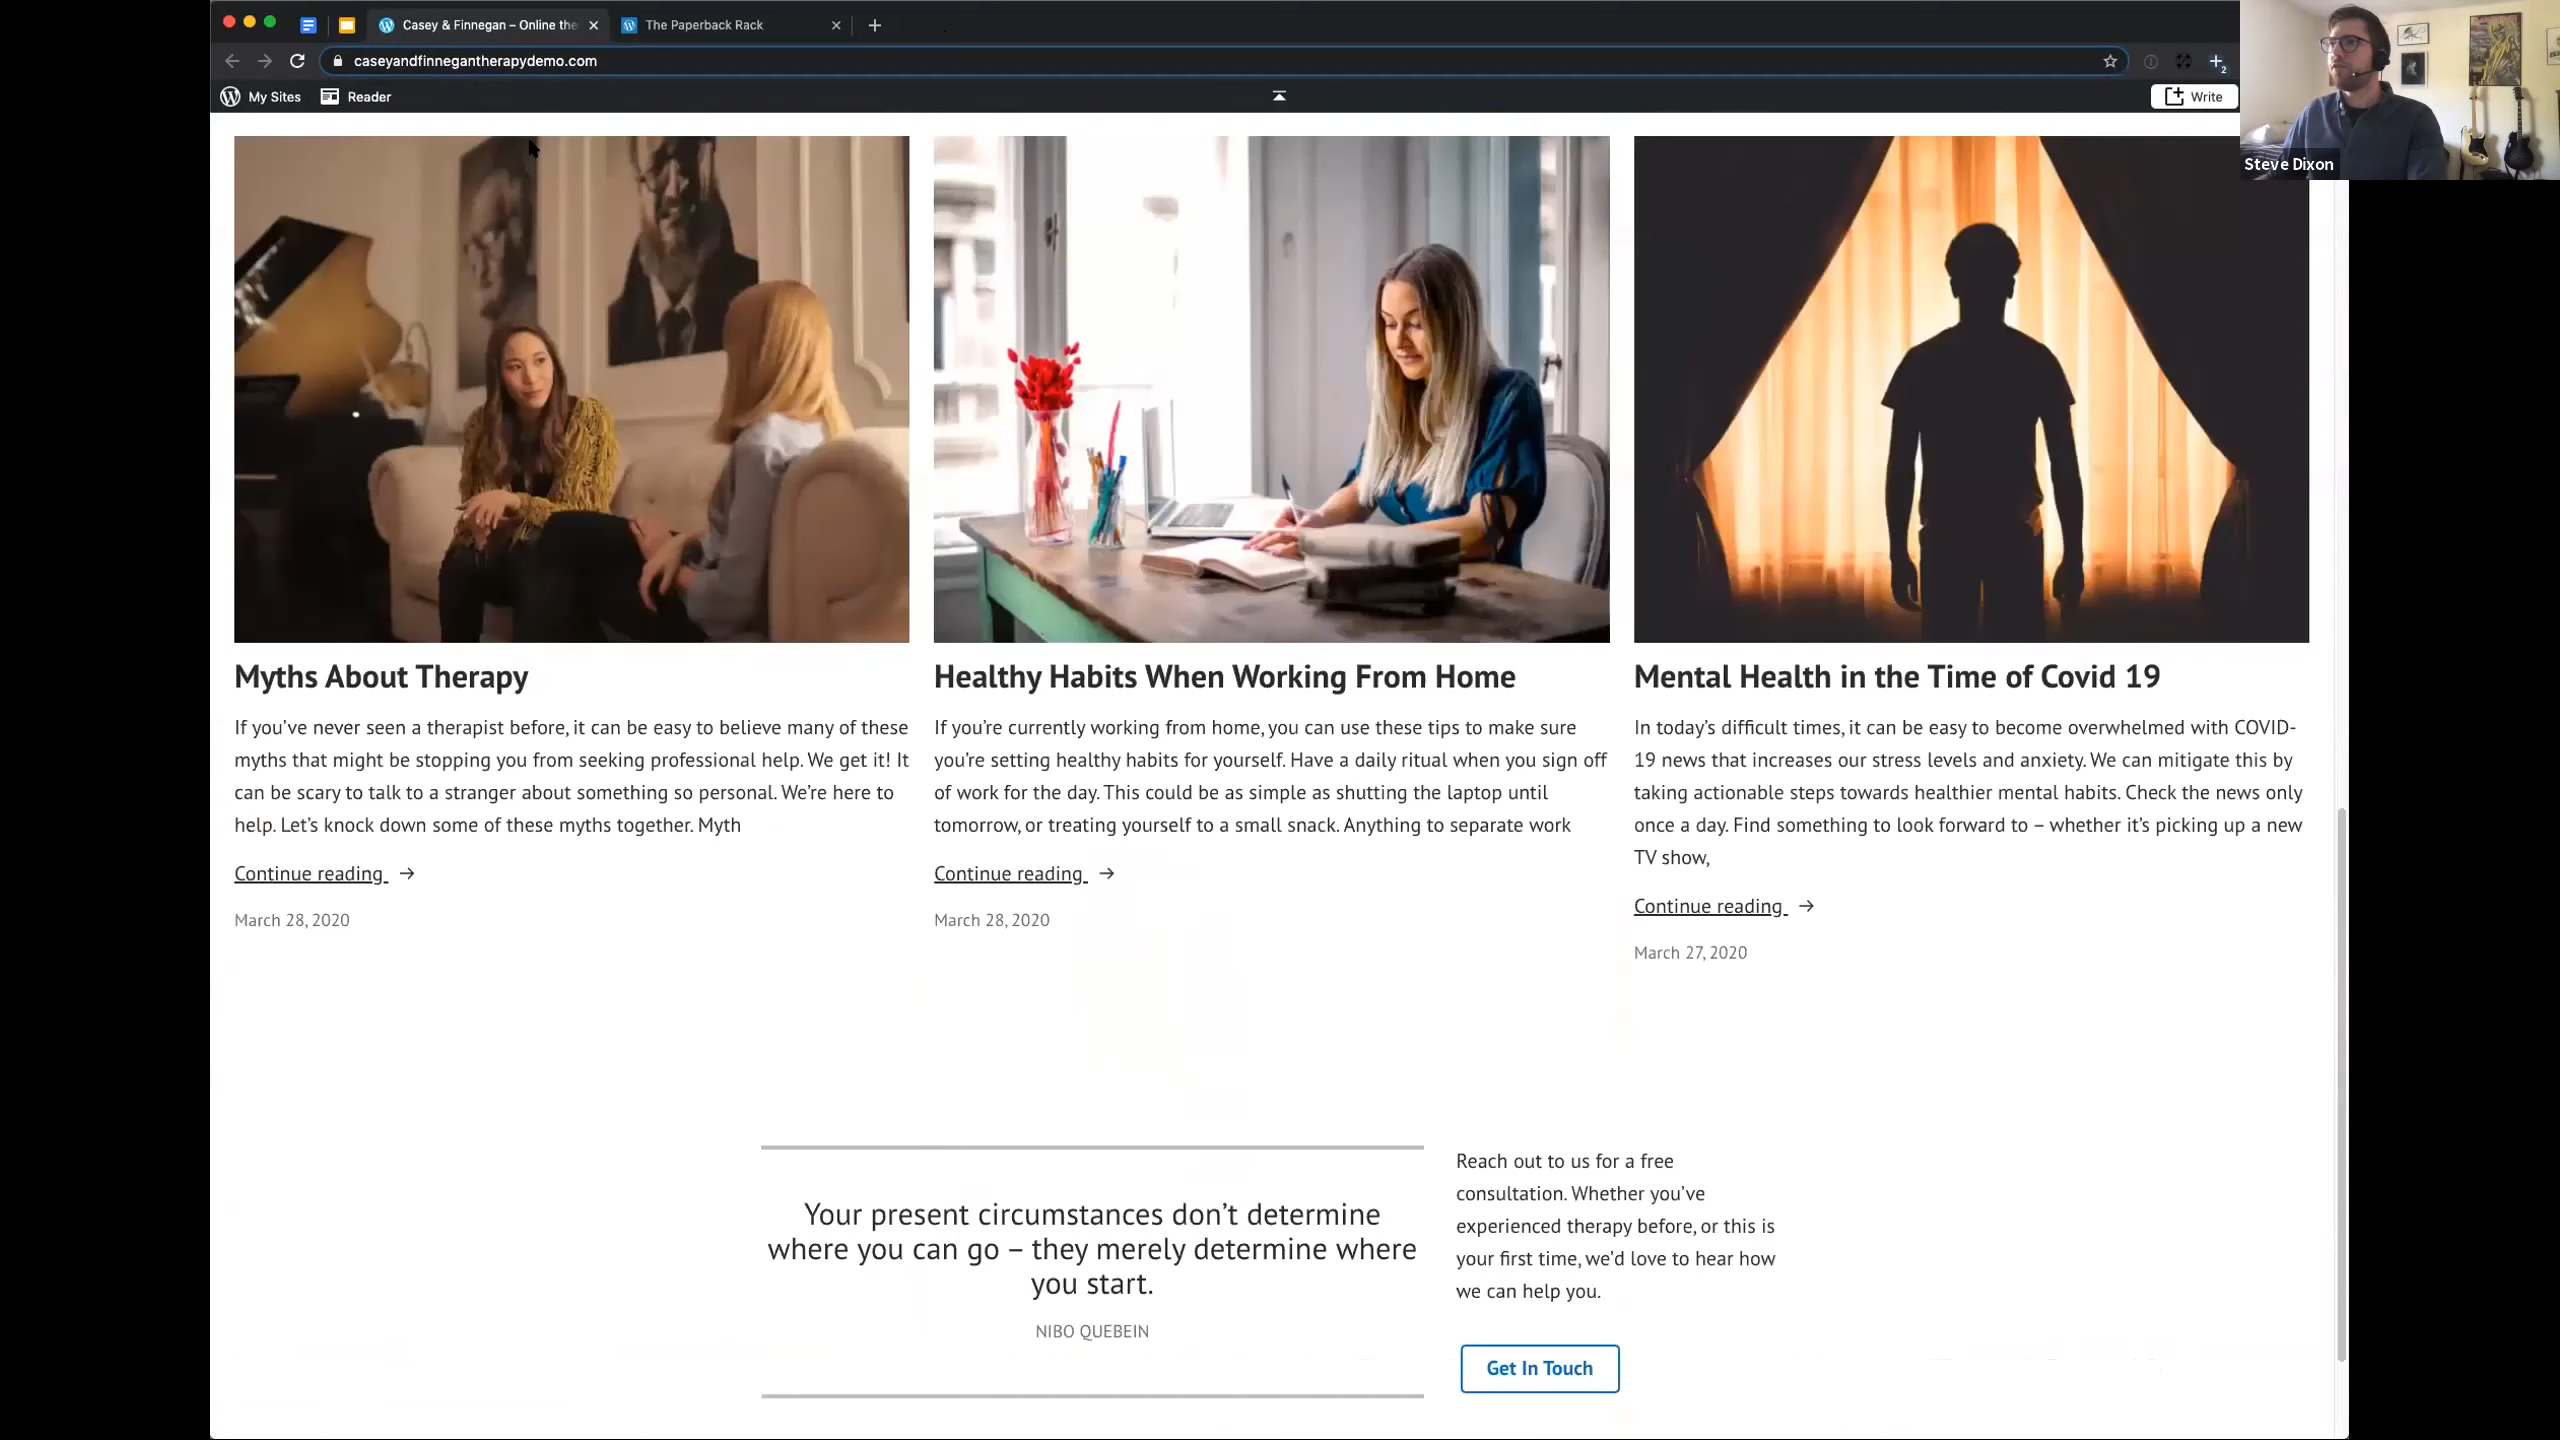 Casey & Finnegan – Online the
The Paperback Rack
caseyandfinnegantherapydemo.com
2
My Sites
Reader
Write
Steve Dixon
Myths About Therapy
If you've never seen a therapist before, it can be easy to believe many of these
myths that might be stopping you from seeking professional help. We get it! It
can be scary to talk to a stranger about something so personal. We're here to
help. Let's knock down some of these myths together. Myth
Continue reading →
March 28, 2020
Healthy Habits When Working From Home
If you're currently working from home, you can use these tips to make sure
you're setting healthy habits for yourself. Have a daily ritual when you sign off
of work for the day. This could be as simple as shutting the laptop until
tomorrow, or treating yourself to a small snack. Anything to separate work
Continue reading →
March 28, 2020
Mental Health in the Time of Covid 19
In today's difficult times, it can be easy to become overwhelmed with COVID-
19 news that increases our stress levels and anxiety. We can mitigate this by
taking actionable steps towards healthier mental habits. Check the news only
once a day. Find something to look forward to – whether it's picking up a new
TV show,
Continue reading →
March 27, 2020
Your present circumstances don't determine
where you can go – they merely determine where
you start.
NIBO QUEBEIN
Reach out to us for a free
consultation. Whether you've
experienced therapy before, or this is
your first time, we'd love to hear how
we can help you.
Get In Touch